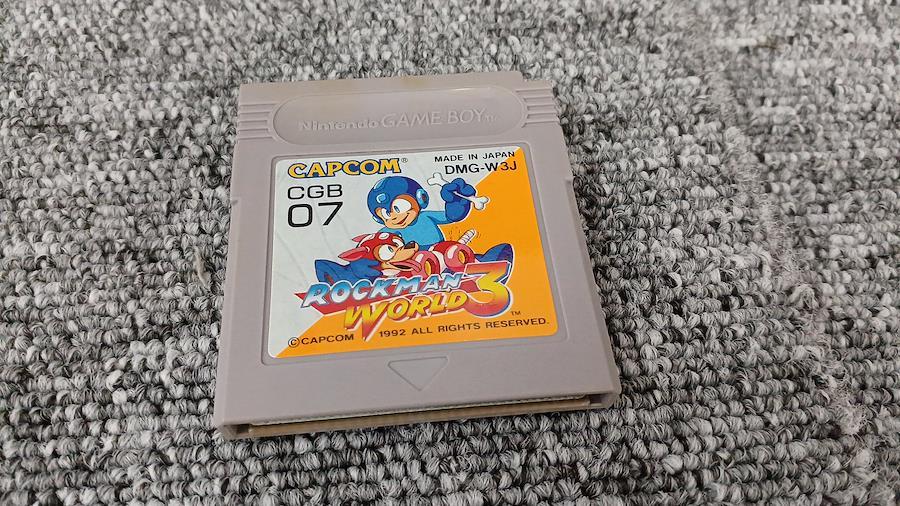 Nintendo GAME BOY TM
CAPCOM®
MADE IN JAPAN
DMG-W3J
CGB
07
ROCKMAN
WORLD 3 ™
© CAPCOM 1992 ALL RIGHTS RESERVED.